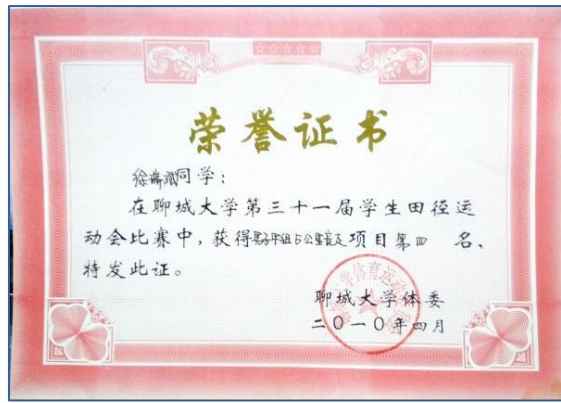 荣誉证书
徐 同学:
在聊城大学第三十一届学生田径运
动会比赛中,获得男子甲组5公里竞走项目第四 名,
特发此证。
聊城大学体委
二〇一〇年四月